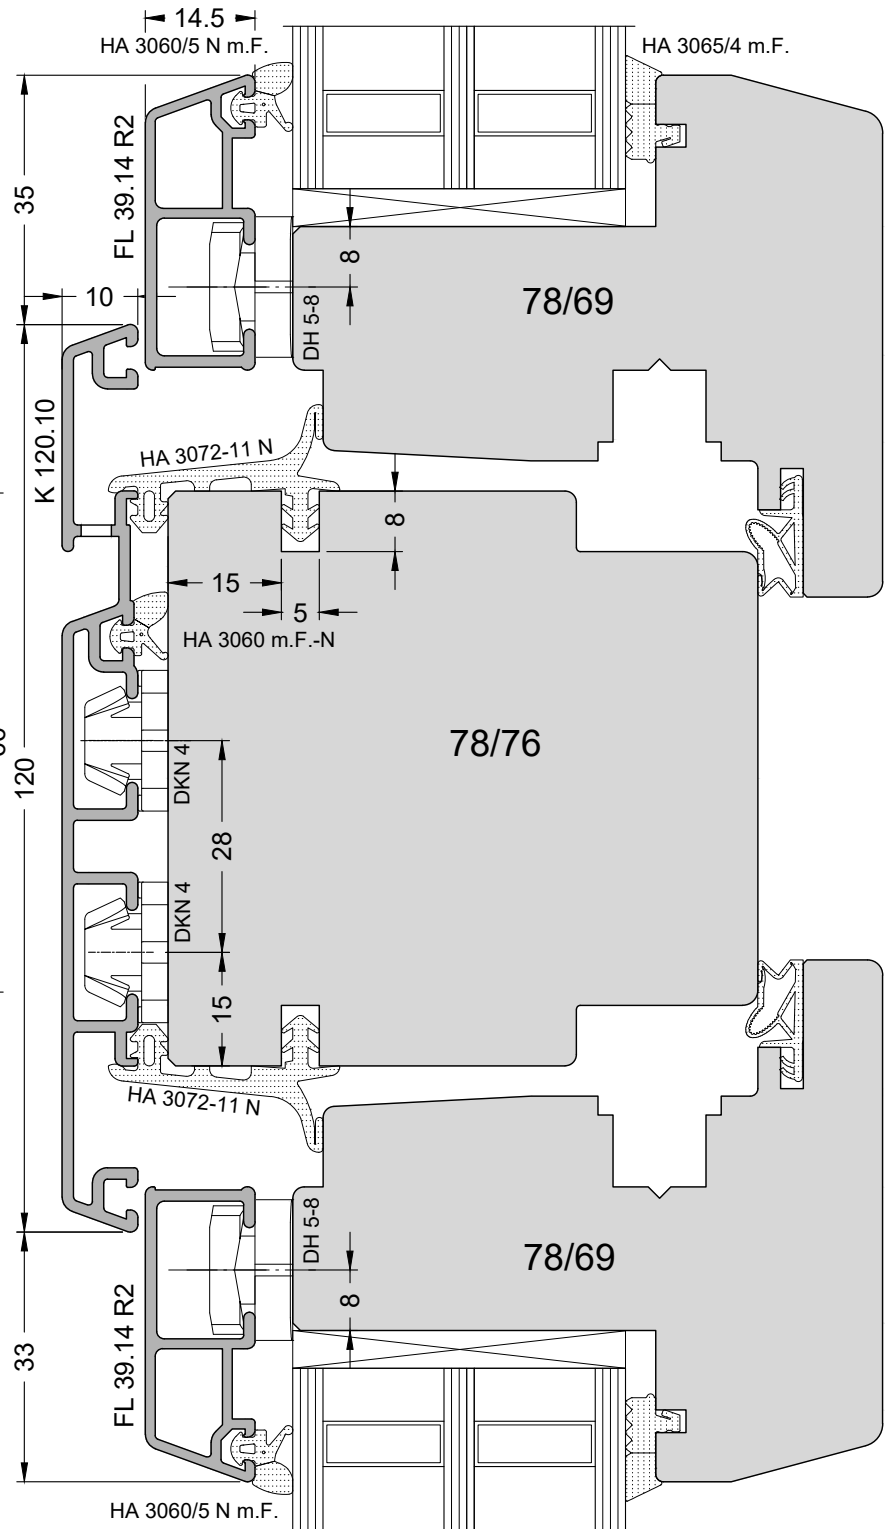 14.5
HA 3060/5 N m.F.
HA 3065/4 m.F.
FL 39.14 R2
35
8
10
78/69
DH 5-8
K 120.10
HA 3072-11 N
8
15
5
HA 3060 m.F.-N
78/76
120
DKN 4
28
DKN 4
15
HA 3072-11 N
DH 5-8
78/69
8
FL 39.14 R2
33
HA 3060/5 N m.F.